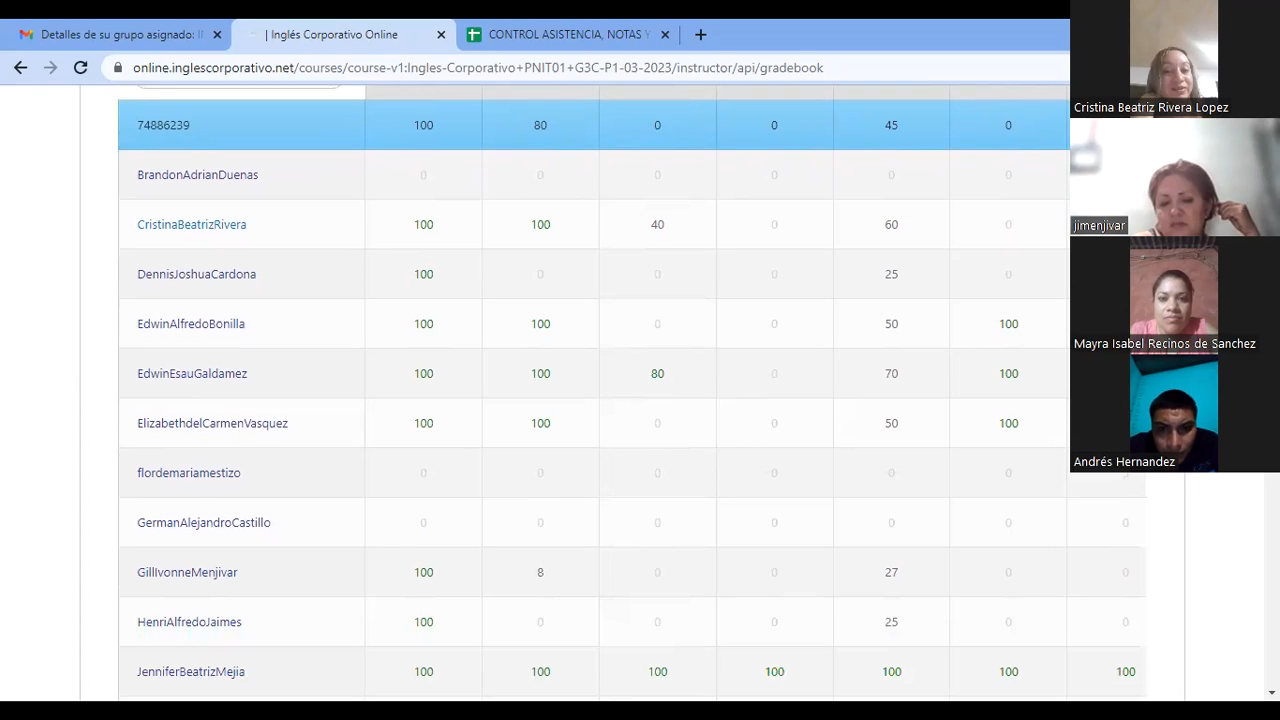 Detalles de su grupo asignado: I
| Inglés Corporativo Online
CONTROL ASISTENCIA, NOTAS Y
online.inglescorporativo.net/courses/course-v1:Ingles-Corporativo+PNIT01+G3C-P1-03-2023/instructor/api/gradebook
74886239 100 80 0 0 45 0
BrandonAdrianDuenas 0 0 0 0 0 0
CristinaBeatrizRivera 100 100 40 0 60 0
DennisJoshuaCardona 100 0 0 0 25 0
EdwinAlfredoBonilla 100 100 0 0 50 100
EdwinEsauGaldamez 100 100 80 0 70 100
ElizabethdelCarmenVasquez 100 100 0 0 50 100
flordemariamestizo 0 0 0 0 0 0
GermanAlejandroCastillo 0 0 0 0 0 0 0
GillIvonneMenjivar 100 8 0 0 27 0 0
HenriAlfredoJaimes 100 0 0 0 25 0 0
JenniferBeatrizMejia 100 100 100 100 100 100 100
Cristina Beatriz Rivera Lopez
jimenjivar
Mayra Isabel Recinos de Sanchez
Andrés Hernandez